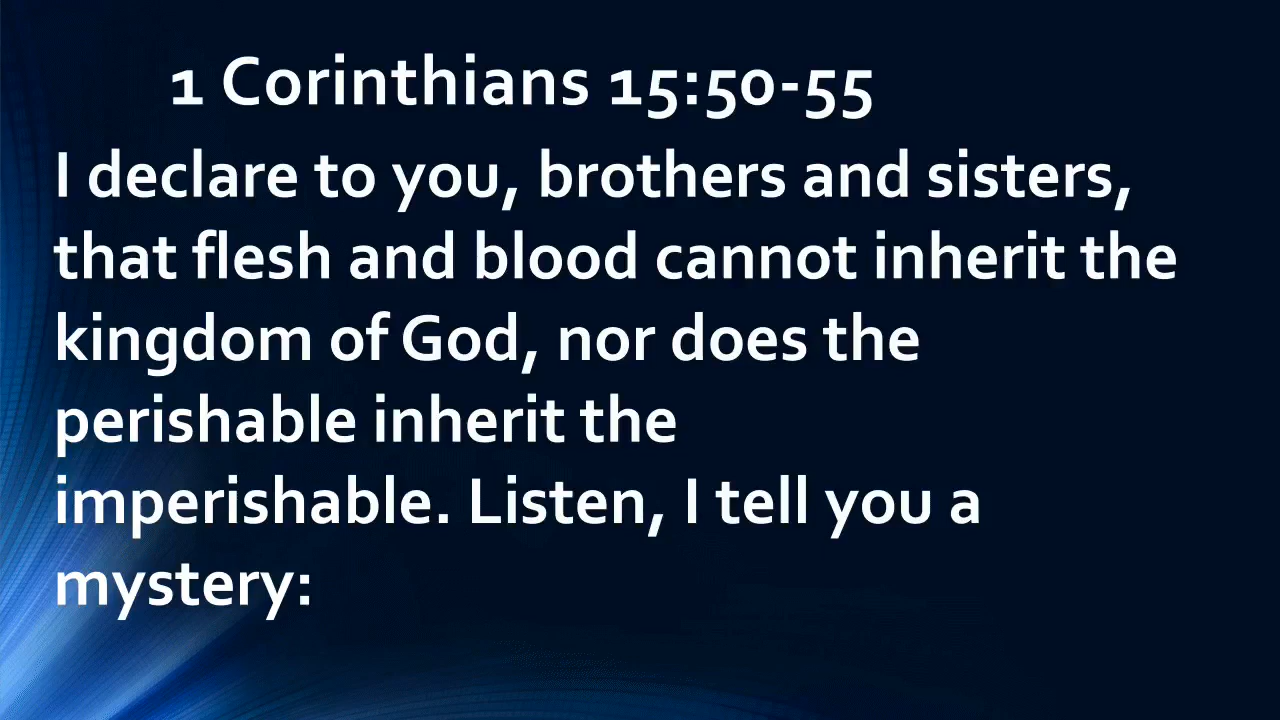 1 Corinthians 15:50-55
I declare to you, brothers and sisters,
that flesh and blood cannot inherit the
kingdom of God, nor does the
perishable inherit the
imperishable. Listen, I tell you a
mystery: